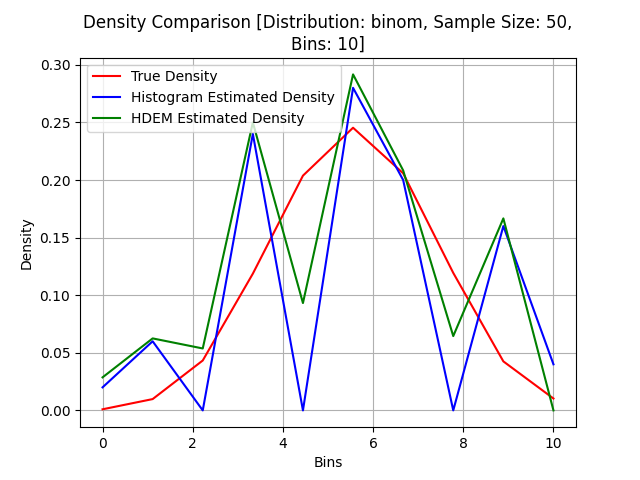 Density Comparison [Distribution: binom, Sample Size: 50,
Bins: 10]
True Density
Histogram Estimated Density
HDEM Estimated Density
Density
0.30
0.25
0.20
0.15
0.10
0.05
0.00
0 2 4 6 8 10
Bins